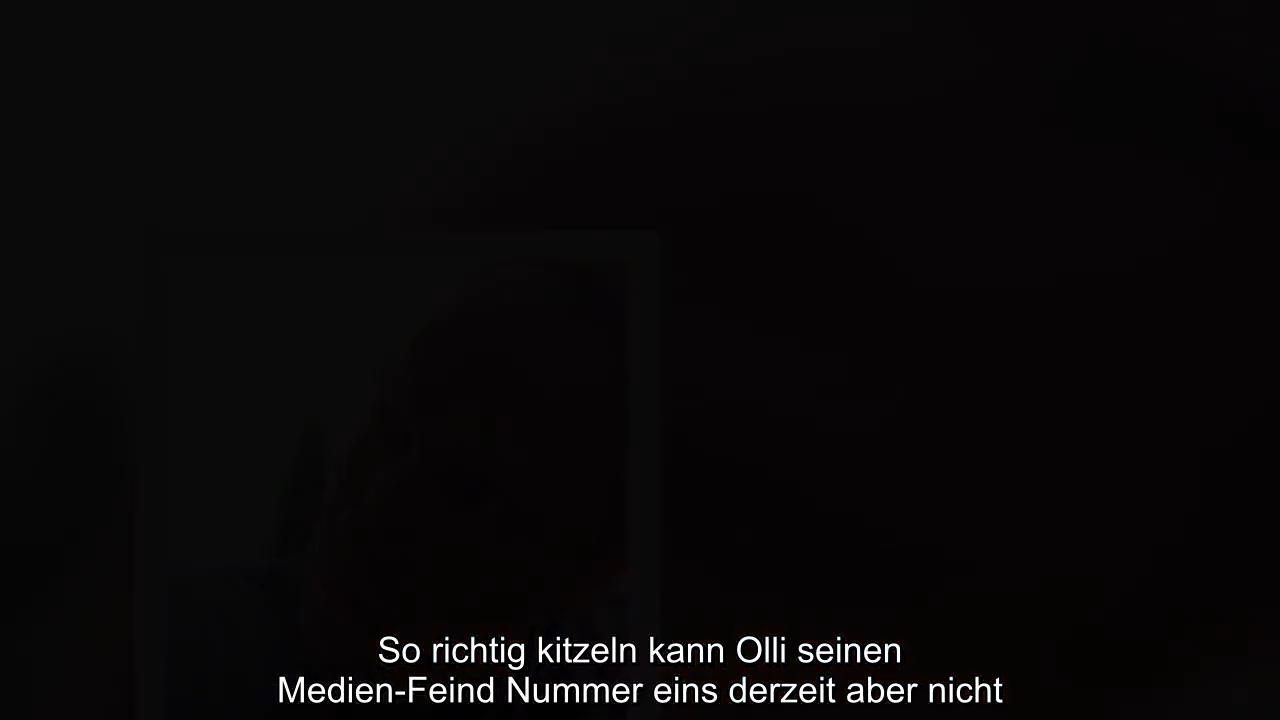 So richtig kitzeln kann Olli seinen
Medien-Feind Nummer eins derzeit aber nicht